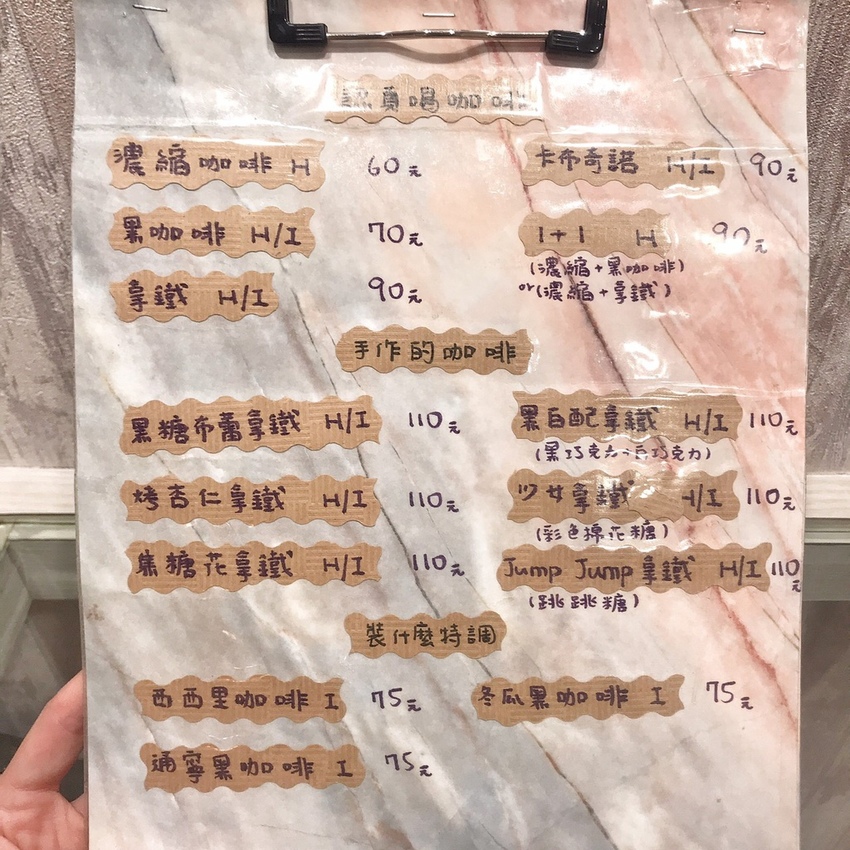 認真喝咖啡
濃縮咖啡 H 60元
卡布奇諾 H/I 90元
黑咖啡 H/I 70元
1+1 H 90元
(濃縮+黑咖啡)
or(濃縮+拿鐵)
拿鐵 H/I 90元
手作的咖啡
黑糖布蕾拿鐵 H/I 110元
黑白配拿鐵 H/I 110元
(黑巧克力+白巧克力)
烤杏仁拿鐵 H/I 110元
少女拿鐵 H/I 110元
(彩色棉花糖)
焦糖花拿鐵 H/I 110元
Jump Jump拿鐵 H/I 110元
(跳跳糖)
裝什麼特調
西西里咖啡 I 75元
冬瓜黑咖啡 I 75元
通寧黑咖啡 I 75元